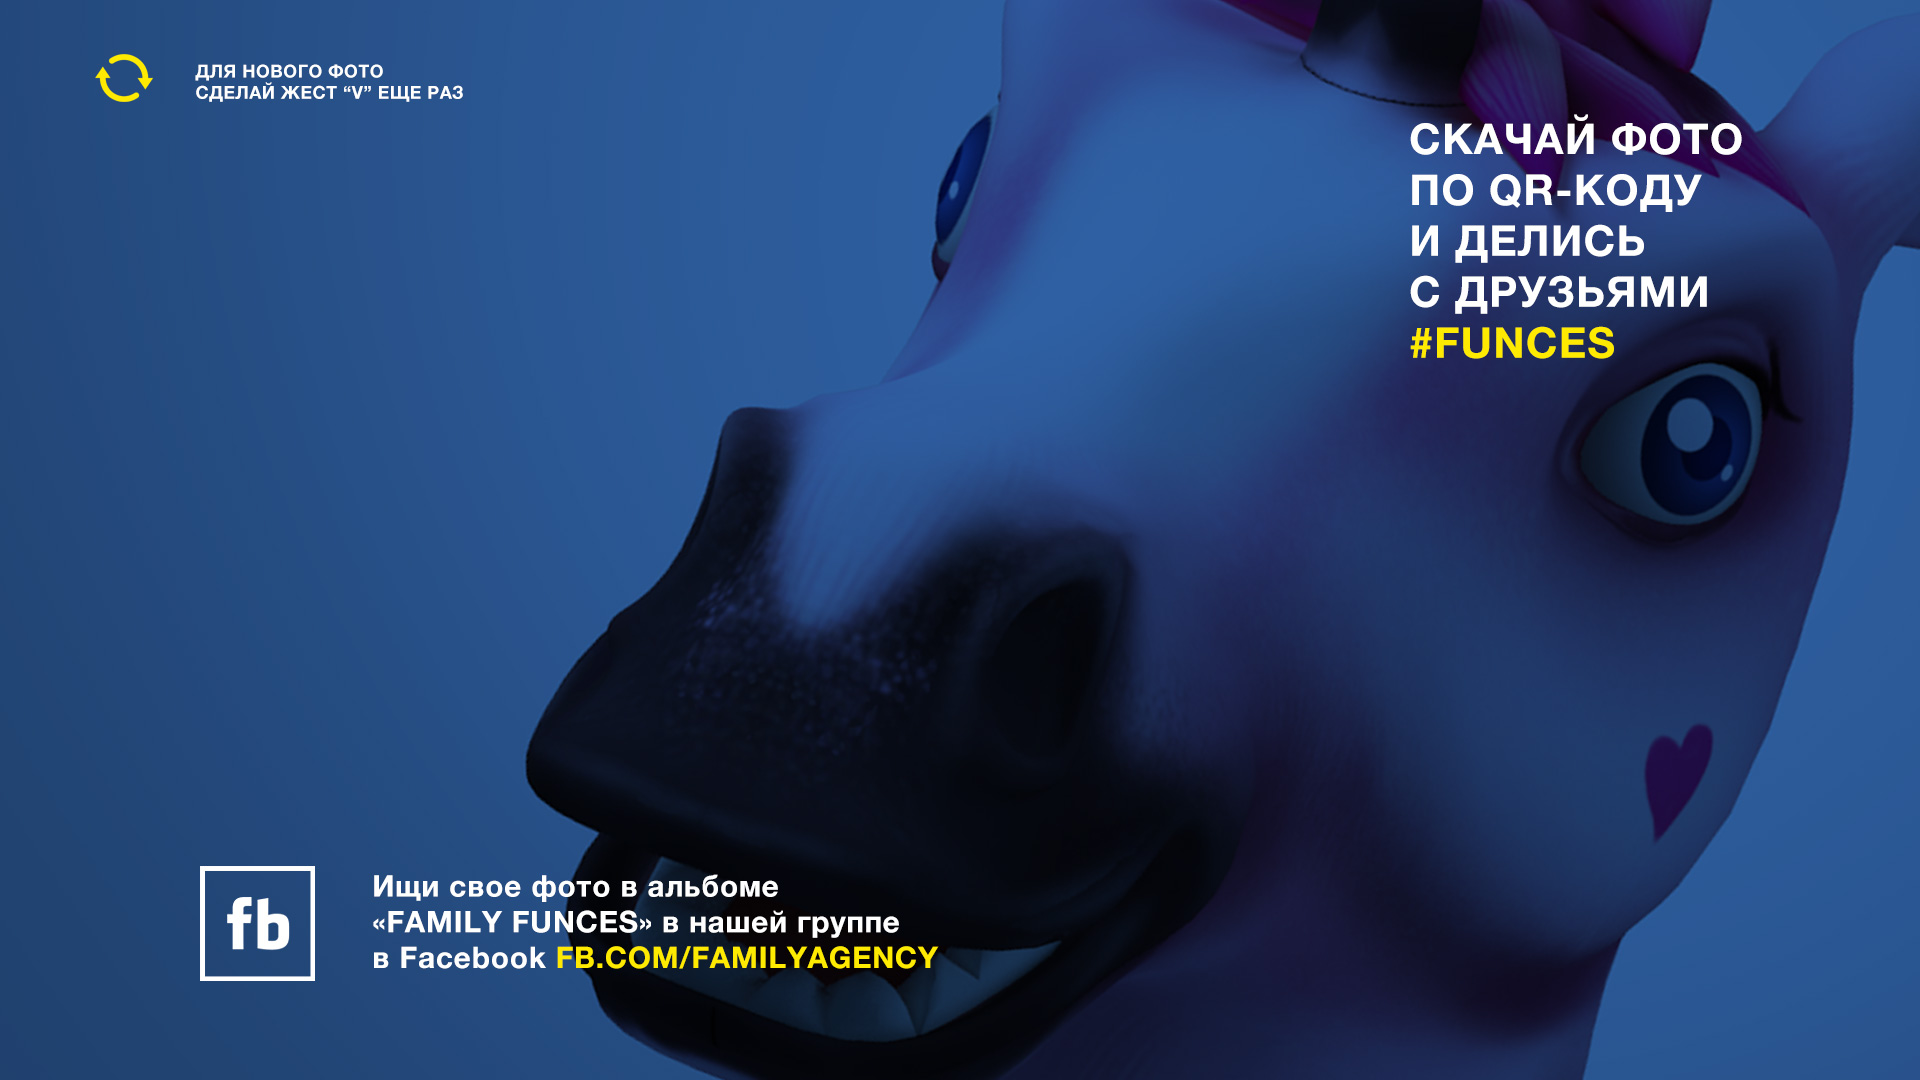 ДЛЯ НОВОГО ФОТО
СДЕЛАЙ ЖЕСТ “V” ЕЩЕ РАЗ
СКАЧАЙ ФОТО
ПО QR-КОДУ
И ДЕЛИСЬ
С ДРУЗЬЯМИ
#FUNCES
fb
Ищи свое фото в альбоме
«FAMILY FUNCES» в нашей группе
в Facebook FB.COM/FAMILYAGENCY